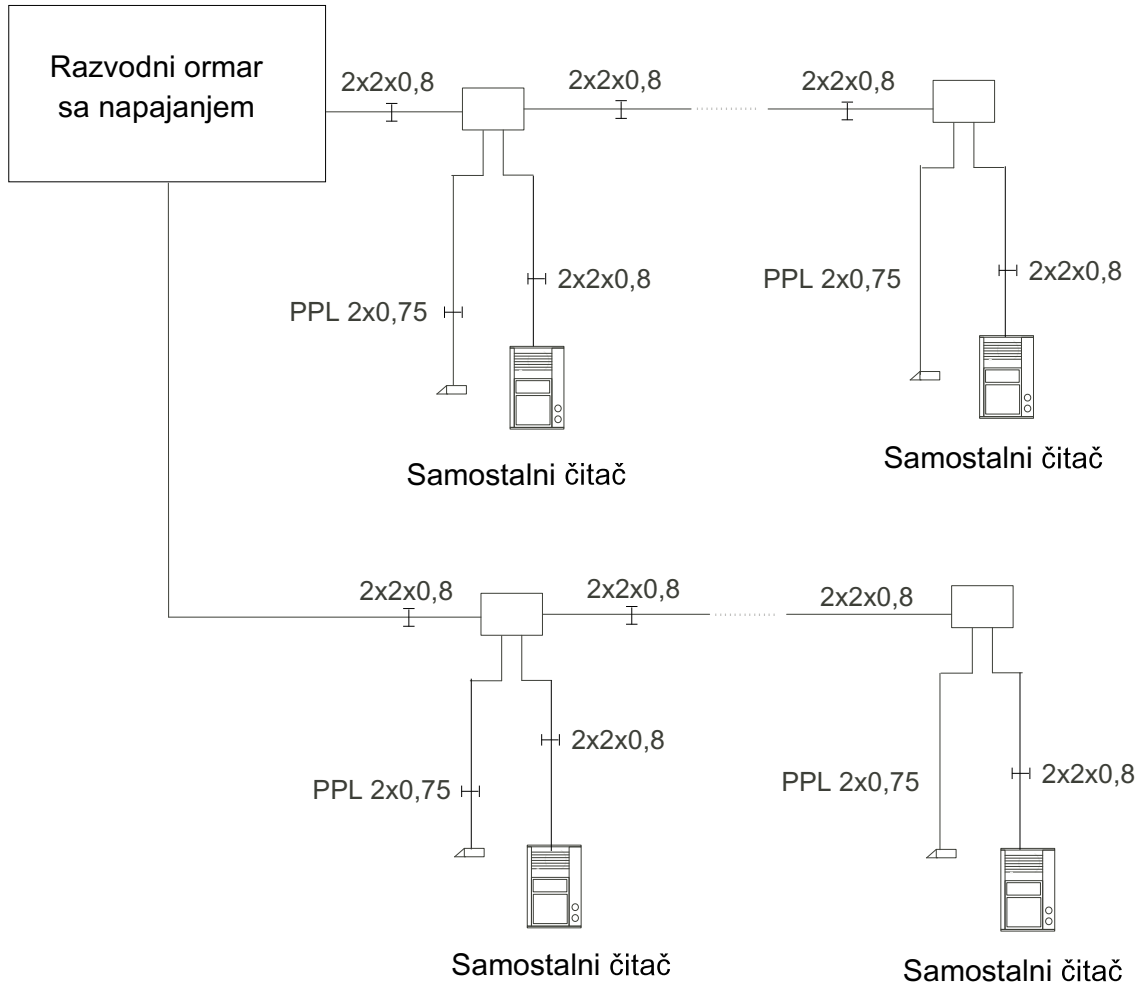 Razvodni ormar
sa napajanjem
2x2x0,8
2x2x0,8
2x2x0,8
PPL 2x0,75
2x2x0,8
PPL 2x0,75
2x2x0,8
Samostalni čitač
Samostalni čitač
2x2x0,8
2x2x0,8
2x2x0,8
PPL 2x0,75
2x2x0,8
PPL 2x0,75
2x2x0,8
Samostalni čitač
Samostalni čitač